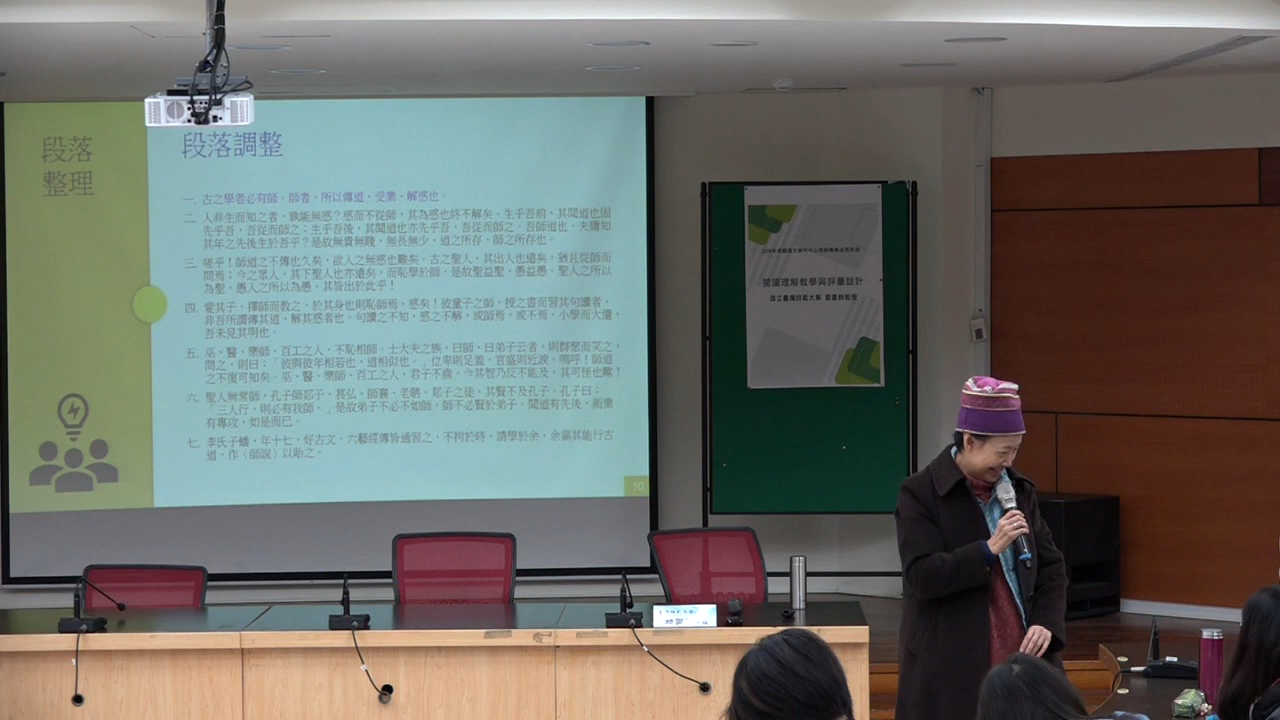 段落
整理
段落調整
一. 古之學者必有師。師者，所以傳道、受業、解惑也。
二. 人非生而知之者，孰能無惑？惑而不從師，其為惑也終不解矣。生乎吾前，其聞道也固
先乎吾，吾從而師之；生乎吾後，其聞道也亦先乎吾，吾從而師之。吾師道也，夫庸知
其年之先後生於吾乎？是故無貴無賤，無長無少，道之所存，師之所存也。
三. 嗟乎！師道之不傳也久矣，欲人之無惑也難矣。古之聖人，其出人也遠矣，猶且從師而
問焉；今之眾人，其下聖人也亦遠矣，而恥學於師。是故聖益聖，愚益愚。聖人之所以
為聖，愚人之所以為愚，其皆出於此乎！
四. 愛其子，擇師而教之，於其身也則恥師焉，惑矣！彼童子之師，授之書而習其句讀者，
非吾所謂傳其道、解其惑者也。句讀之不知，惑之不解，或師焉，或不焉，小學而大遺，
吾未見其明也。
五. 巫、醫、樂師、百工之人，不恥相師。士大夫之族，曰師、曰弟子云者，則群聚而笑之。
問之，則曰：「彼與彼年相若也，道相似也。」位卑則足羞，官盛則近諛。嗚呼！師道
之不復可知矣。巫、醫、樂師、百工之人，君子不齒，今其智乃反不能及，其可怪也歟！
六. 聖人無常師。孔子師郯子、萇弘、師襄、老聃。郯子之徒，其賢不及孔子。孔子曰：
「三人行，則必有我師。」是故弟子不必不如師，師不必賢於弟子。聞道有先後，術業
有專攻，如是而已。
七. 李氏子蟠，年十七，好古文，六藝經傳皆通習之，不拘於時，請學於余，余嘉其能行古
道，作〈師說〉以貽之。
10
閱讀理解教學與評量設計
國立臺灣師範大學